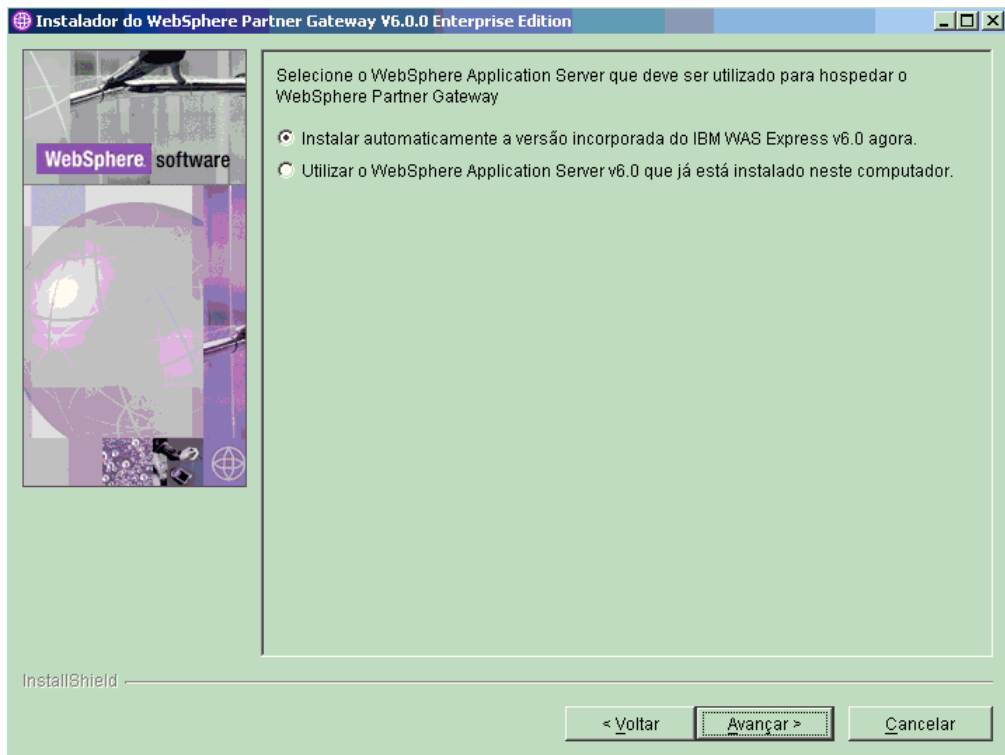 Instalador do WebSphere Partner Gateway V6.0.0 Enterprise Edition
WebSphere software
Selecione o WebSphere Application Server que deve ser utilizado para hospedar o
WebSphere Partner Gateway
Instalar automaticamente a versão incorporada do IBM WAS Express v6.0 agora.
Utilizar o WebSphere Application Server v6.0 que já está instalado neste computador.
InstallShield
< Voltar
Avançar >
Cancelar